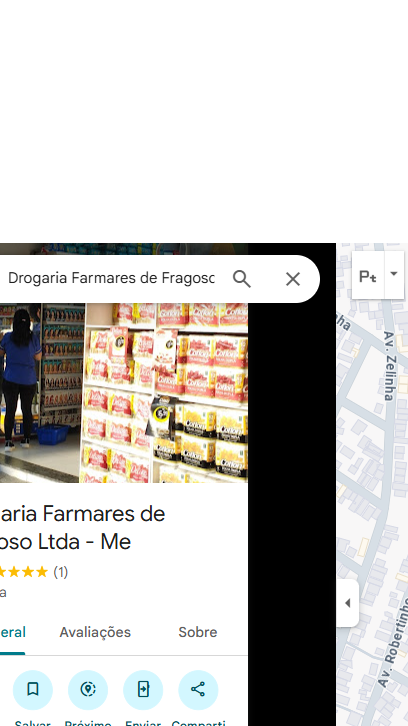 Drogaria Farmares de Fragoso
Pt
nha
Av. Zelinha
aria Farmares de
oso Ltda - Me
(1)
a
eral
Avaliações
Sobre
Salvar
Próximo
Enviar
Comparti
Av. Robertinho